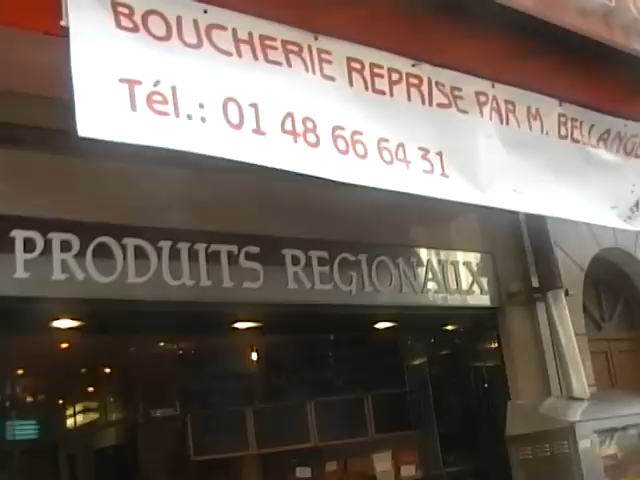 BOUCHERIE REPRISE PAR M.
Tél.: 01 48 66 64 31
PRODUITS REGIONAUX